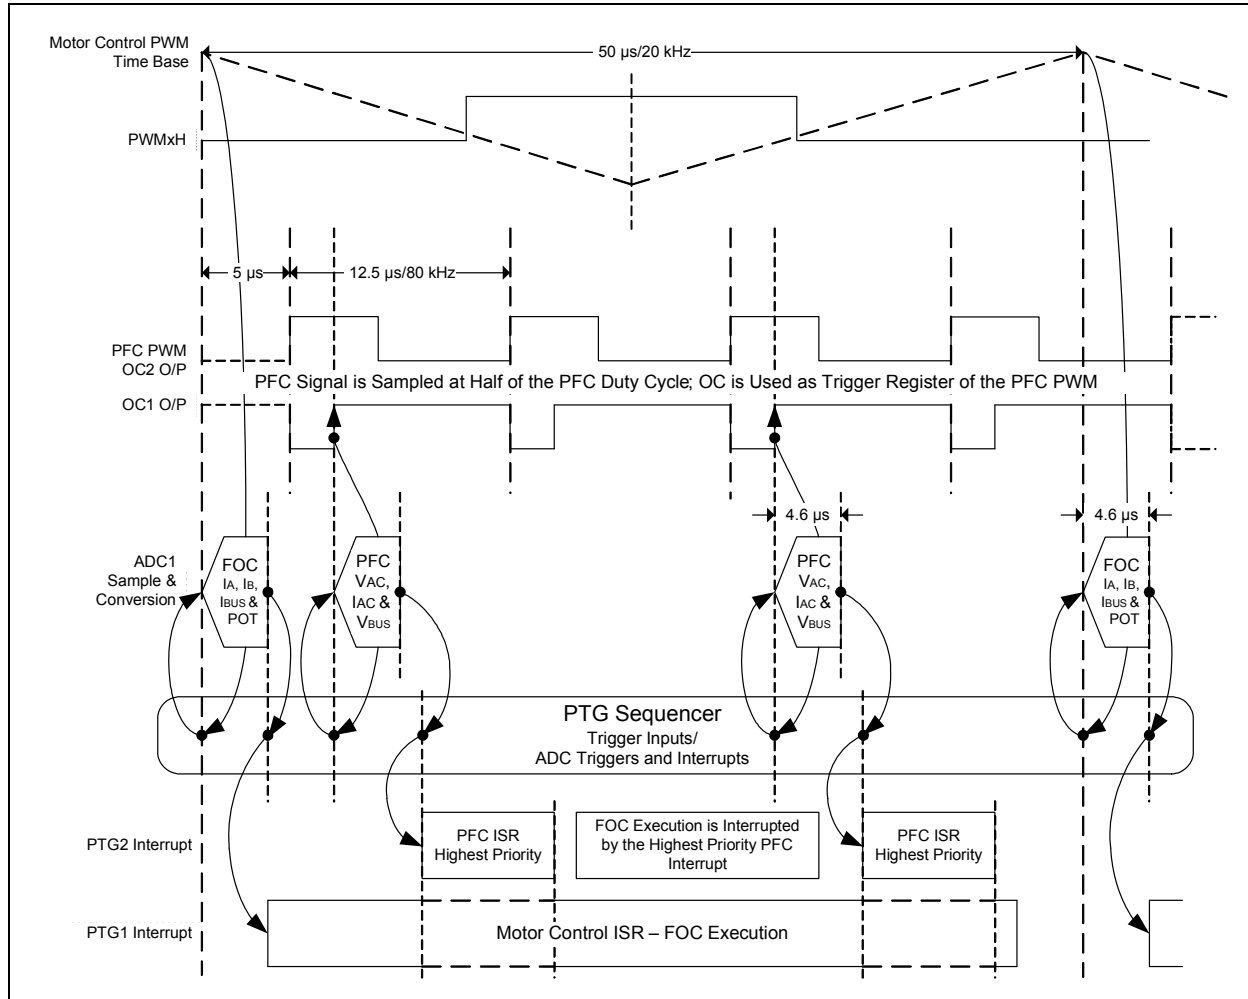 Motor Control PWM
Time Base
50 µs/20 kHz
PWMxH
5 µs
12.5 µs/80 kHz
PFC PWM
OC2 O/P
PFC Signal is Sampled at Half of the PFC Duty Cycle; OC is Used as Trigger Register of the PFC PWM
OC1 O/P
4.6 µs
4.6 µs
ADC1
Sample &
Conversion
FOC
IA, IB,
IBUS &
POT
PFC
VAC,
IAC &
VBUS
PFC
VAC,
IAC &
VBUS
FOC
IA, IB,
IBUS &
POT
PTG Sequencer
Trigger Inputs/
ADC Triggers and Interrupts
PTG2 Interrupt
PFC ISR
Highest Priority
FOC Execution is Interrupted
by the Highest Priority PFC
Interrupt
PFC ISR
Highest Priority
PTG1 Interrupt
Motor Control ISR – FOC Execution